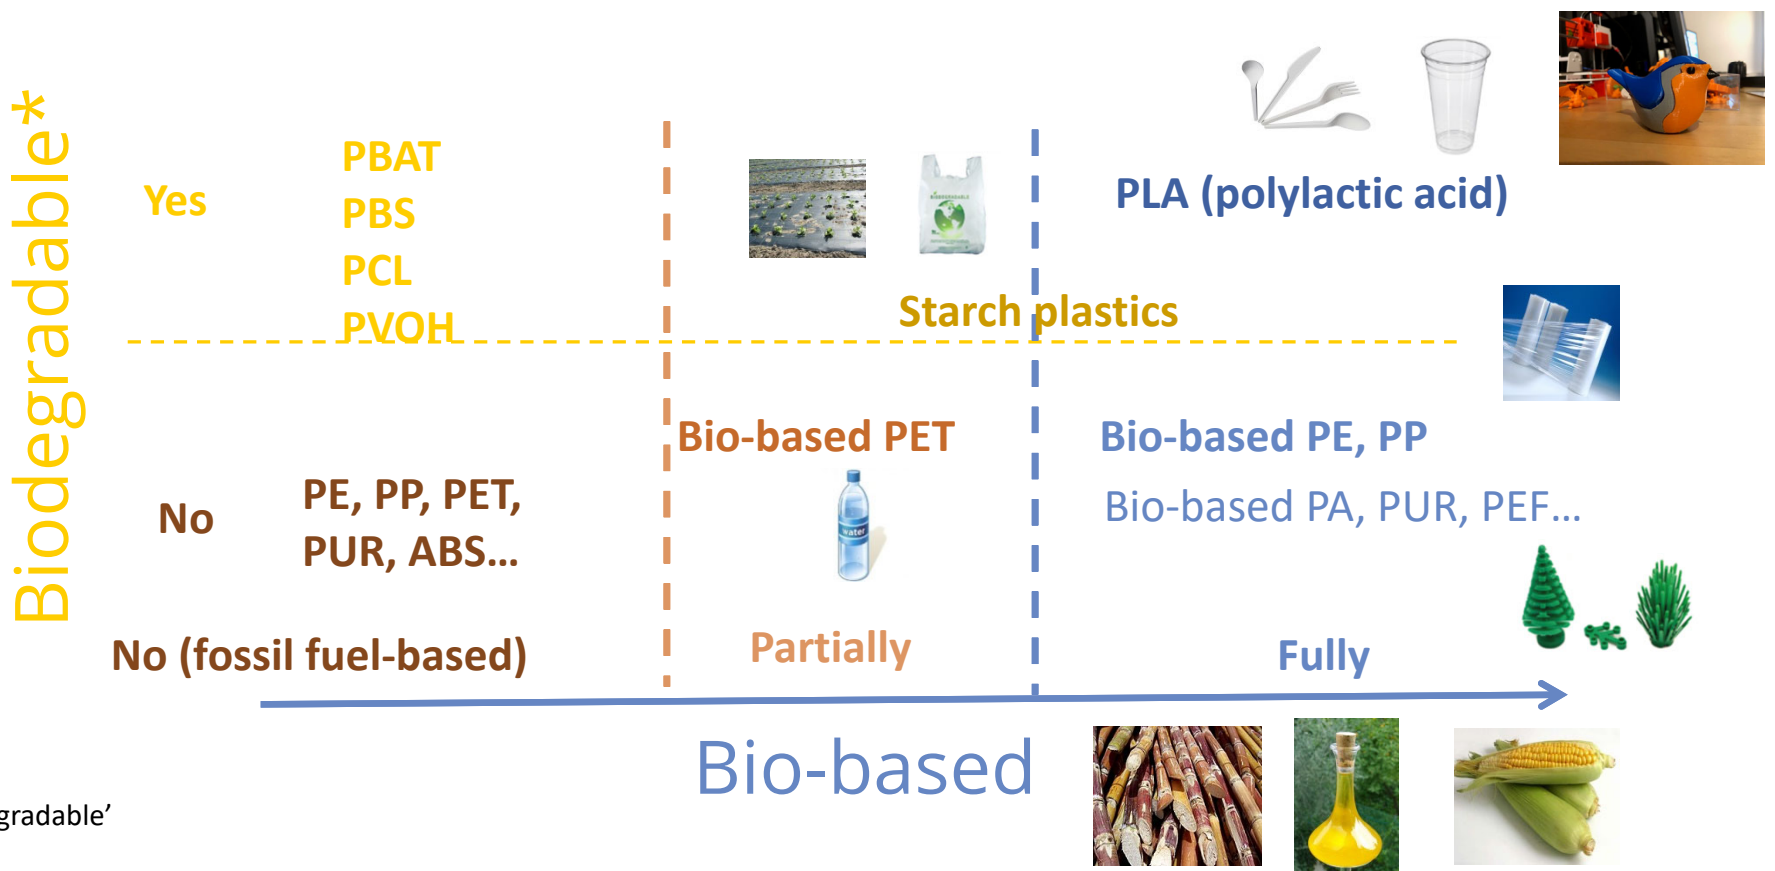 Biodegradable*
Yes
PBAT
PBS
PCL
PVOH
BIODEGRADABLE
PLA (polylactic acid)
Starch plastics
No
PE, PP, PET,
PUR, ABS…
Bio-based PET
water
Bio-based PE, PP
Bio-based PA, PUR, PEF…
No (fossil fuel-based)
Partially
Fully
Bio-based
gradable’